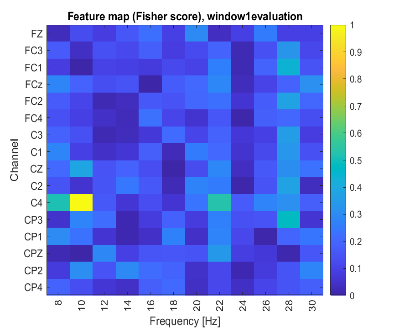 Feature map (Fisher score), window1evaluation
FZ
FC3
FC1
FCz
FC2
FC4
C3
C1
CZ
C2
C4
CP3
CP1
CPZ
CP2
CP4
Channel
8 10 12 14 16 18 20 22 24 26 28 30
Frequency [Hz]
1
0.9
0.8
0.7
0.6
0.5
0.4
0.3
0.2
0.1
0